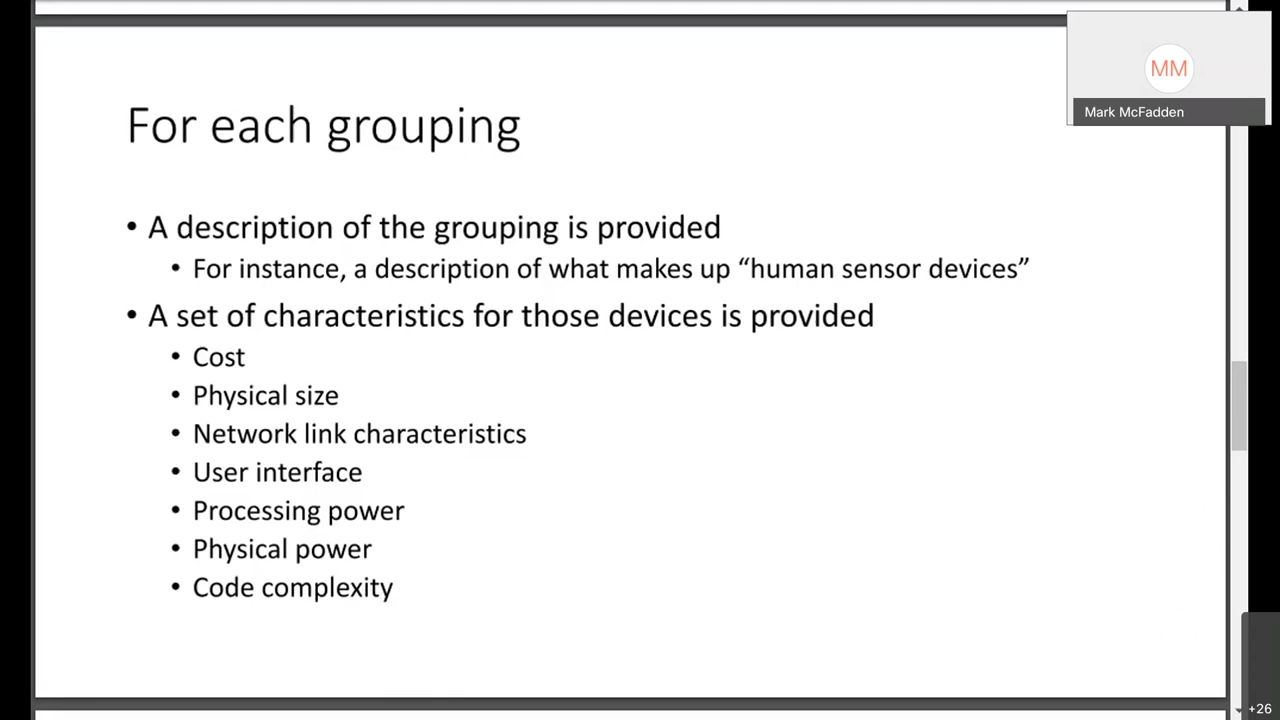 For each grouping
• A description of the grouping is provided
• For instance, a description of what makes up “human sensor devices”
• A set of characteristics for those devices is provided
• Cost
• Physical size
• Network link characteristics
• User interface
• Processing power
• Physical power
• Code complexity
MM
Mark McFadden
+26